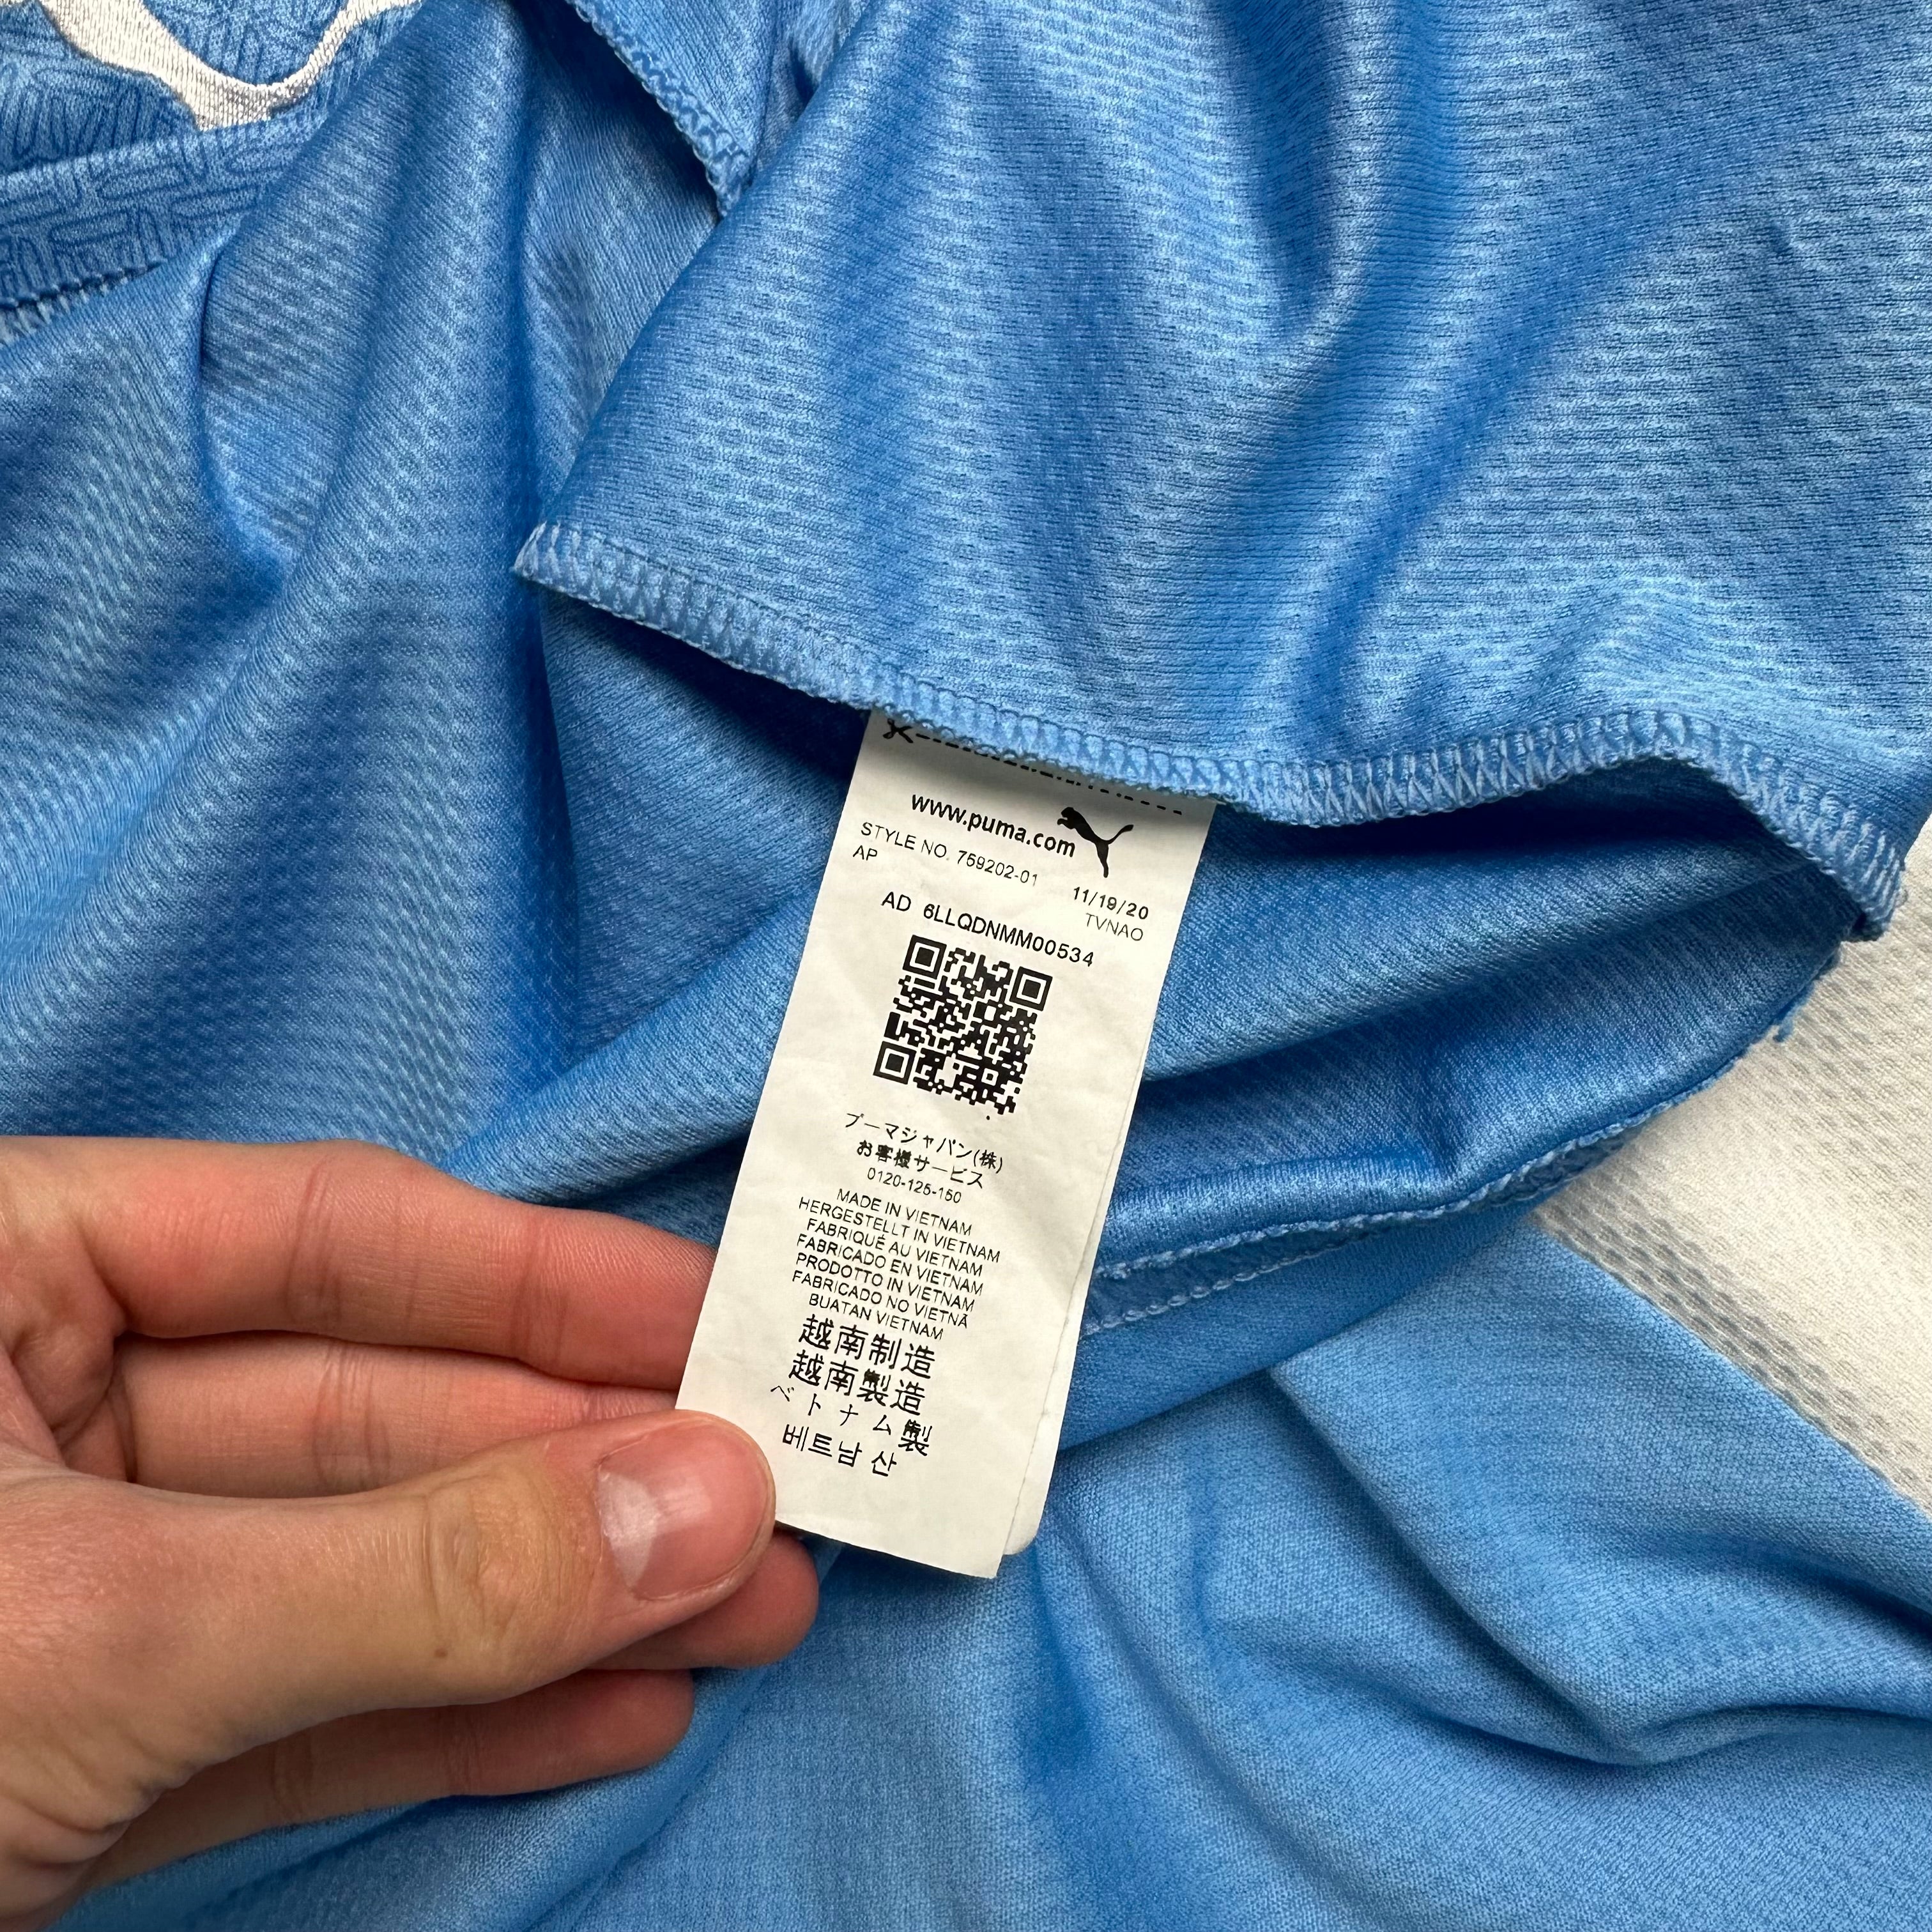 www.puma.com
STYLE NO. 759202-01
AP
11/19/20
TVNAO
AD 6LLQDNMM00534
プーマジャパン(株)
お客様サービス
0120-125-150
MADE IN VIETNAM
HERGESTELLT IN VIETNAM
FABRIQUÉ AU VIETNAM
FABRICADO EN VIETNAM
PRODOTTO IN VIETNAM
FABRICADO NO VIETNÃ
BUATAN VIETNAM
越南制造
越南製造
ベトナム製
베트남 산